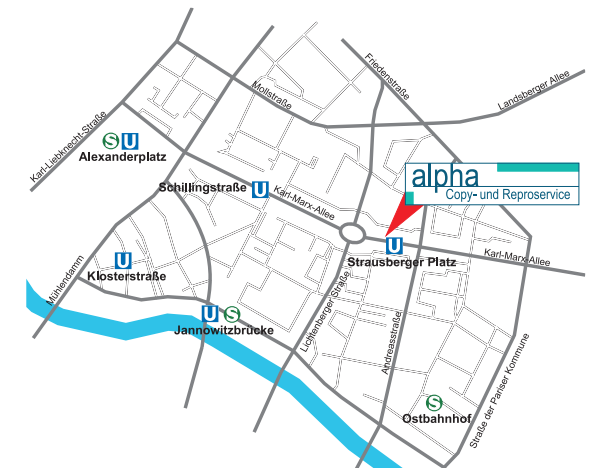 Friedenstraße
Landsberger Allee
Mollstraße
Karl-Liebknecht-Straße
S U
Alexanderplatz
alpha
Copy- und Reproservice
Schillingstraße U
Karl-Marx-Allee
U
Strausberger Platz
Karl-Marx-Allee
U
Klosterstraße
Mühlendamm
U S
Jannowitzbrücke
Lichtenberger Straße
Andreasstraße
Straße der Pariser Kommune
S
Ostbahnhof